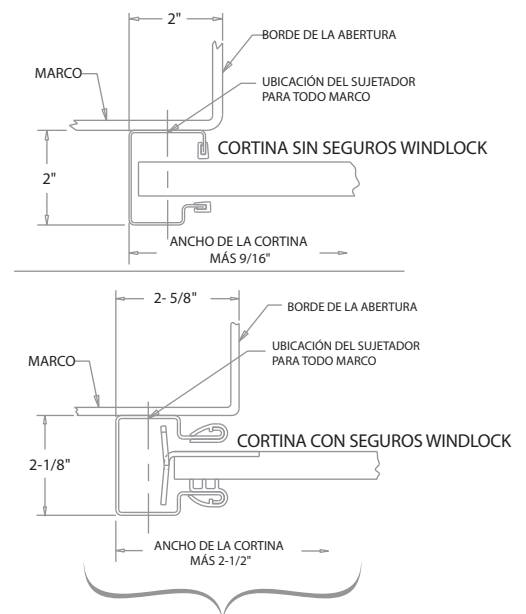 2"
BORDE DE LA ABERTURA
MARCO
UBICACIÓN DEL SUJETADOR
PARA TODO MARCO
CORTINA SIN SEGUROS WINDLOCK
2"
ANCHO DE LA CORTINA
MÁS 9/16"
2- 5/8"
BORDE DE LA ABERTURA
UBICACIÓN DEL SUJETADOR
PARA TODO MARCO
MARCO
CORTINA CON SEGUROS WINDLOCK
2-1/8"
ANCHO DE LA CORTINA
MÁS 2-1/2"